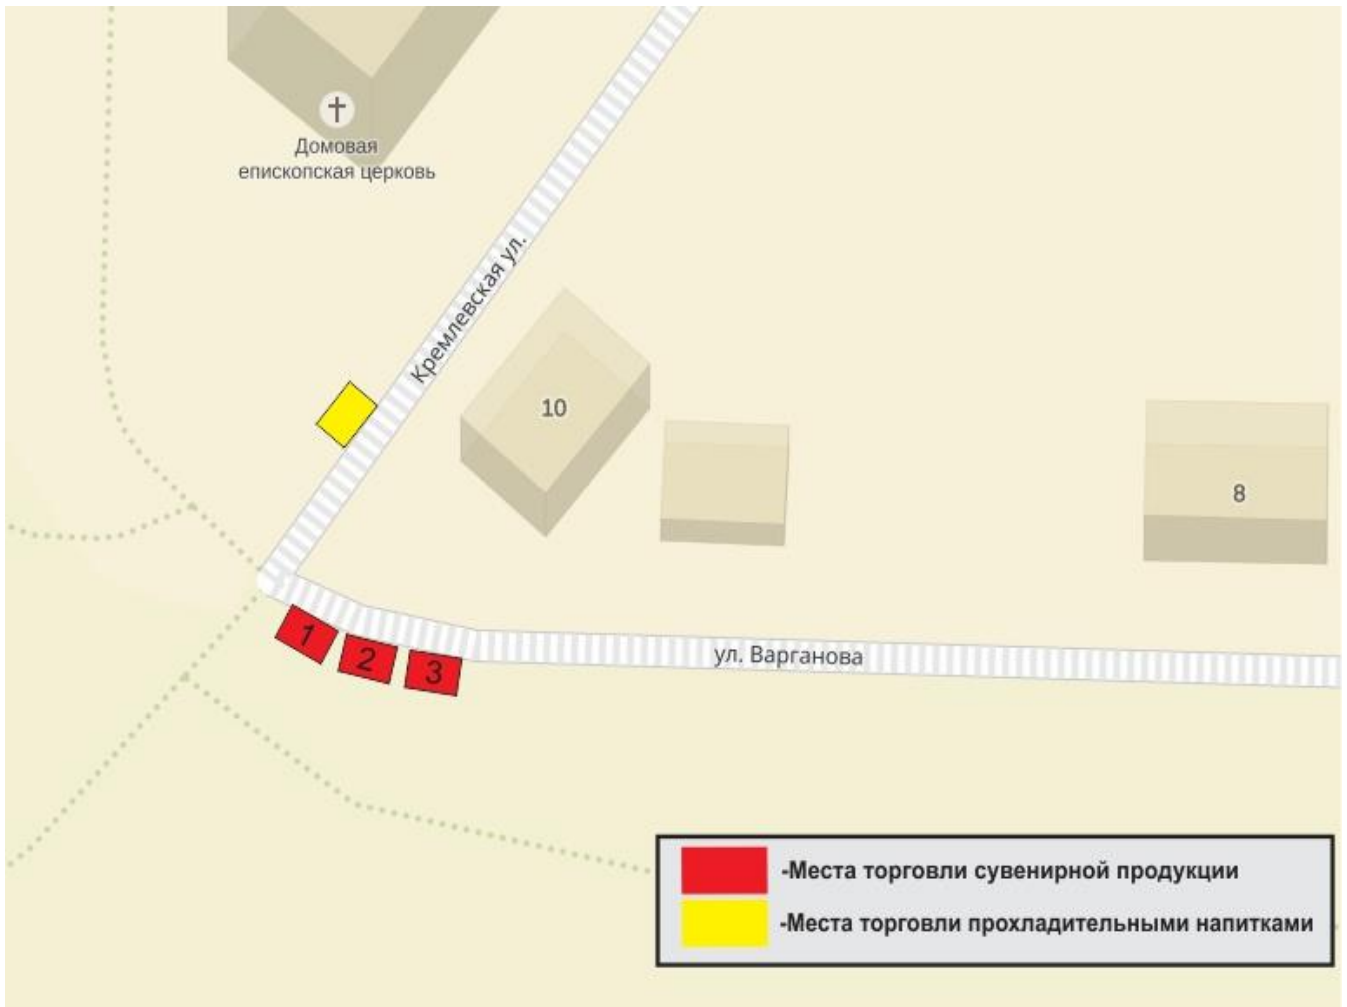 Домовая
епископская церковь
Кремлевская ул.
10
8
1
2
3
ул. Варганова
-Места торговли сувенирной продукции
-Места торговли прохладительными напитками